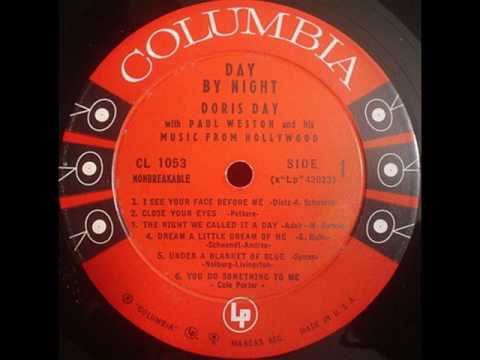 COLUMBIA
DAY
BY NIGHT
DORIS DAY
with PAUL WESTON and his
MUSIC FROM HOLLYWOOD
CL 1053
SIDE 1
NONBREAKABLE
(x"Lp" 42023)
1. I SEE YOUR FACE BEFORE ME -Dietz-A. Schwartz-
2. CLOSE YOUR EYES -Petkere-
3. THE NIGHT WE CALLED IT A DAY -Adair-M. Dennis-
4. DREAM A LITTLE DREAM OF ME -G. Kahn-
-Schwandt-Andree-
5. UNDER A BLANKET OF BLUE -Symes-
-Neiburg-Livingston-
6. YOU DO SOMETHING TO ME
- Cole Porter -
Lp
® "COLUMBIA" ® MARCAS REG. MADE IN U.S.A.